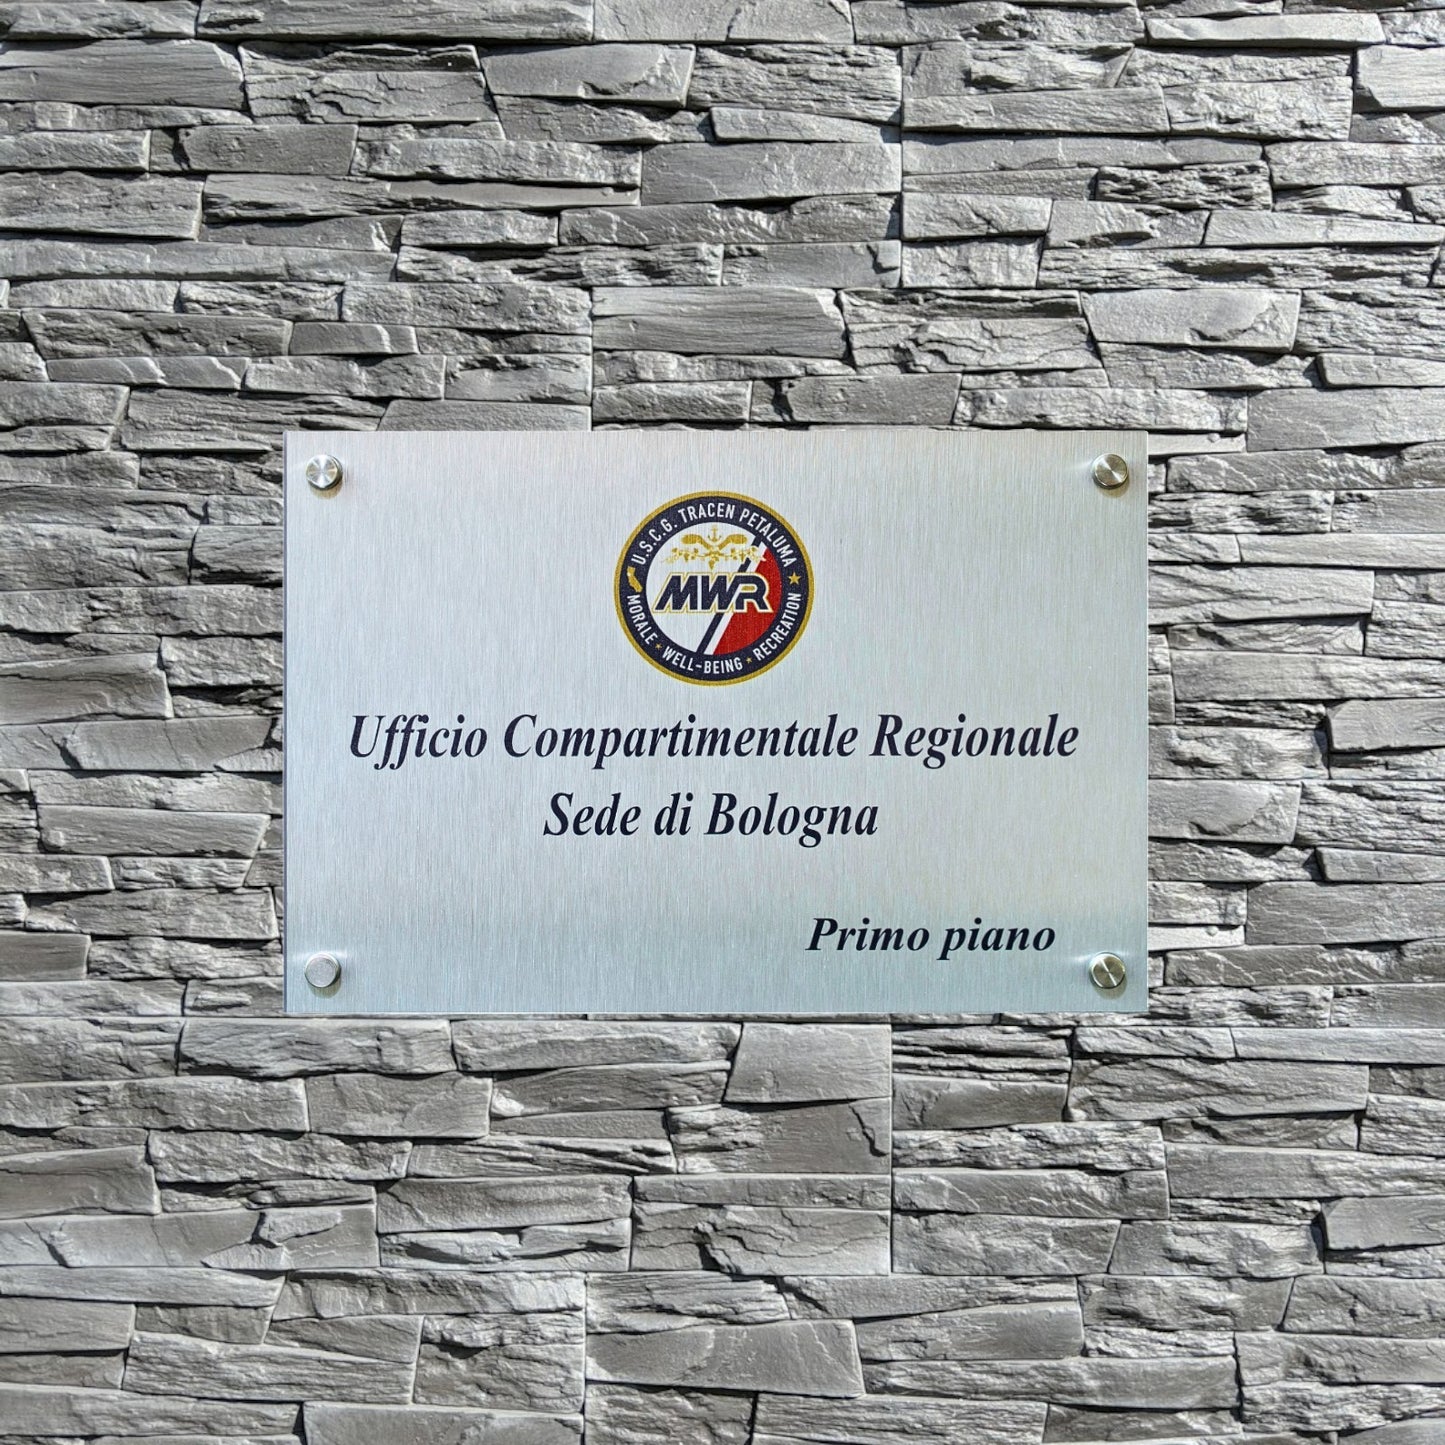 U.S.C.G. TRACEN PETALUMA
MWR
MORALE • WELL-BEING • RECREATION
Ufficio Compartimentale Regionale
Sede di Bologna
Primo piano